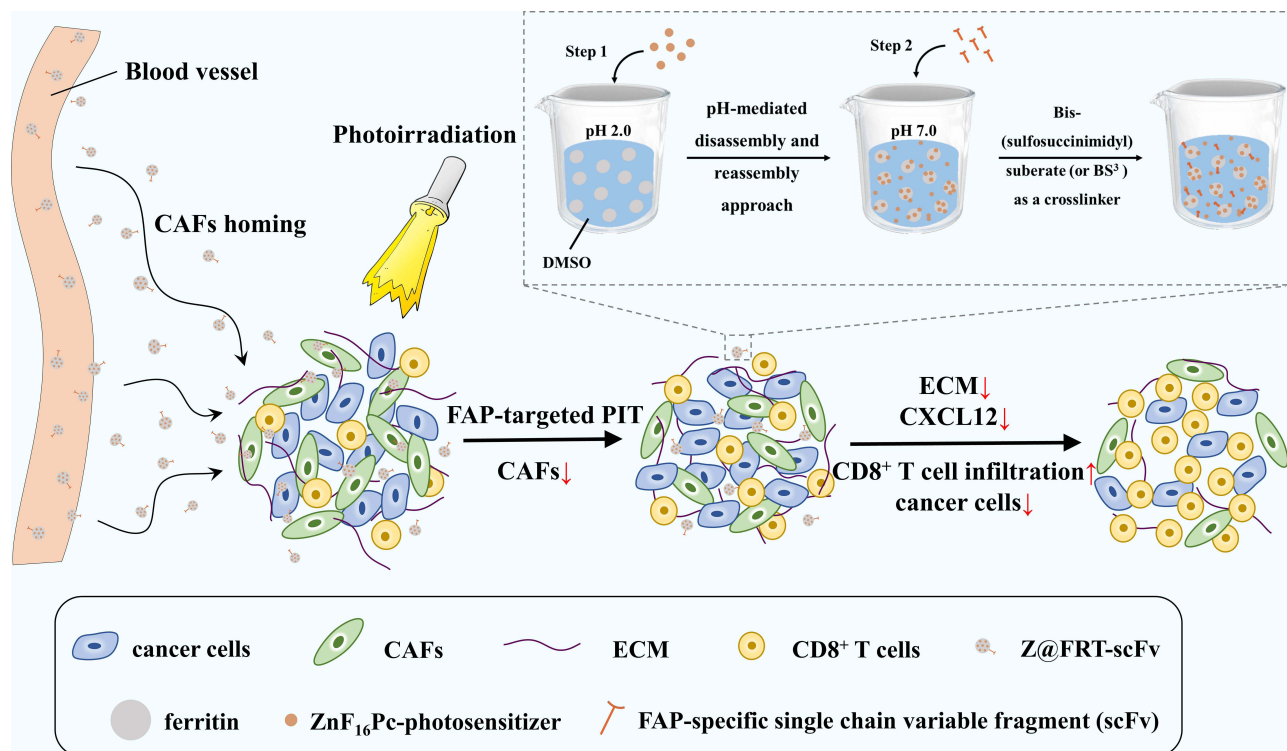 Blood vessel
CAFs homing
Photoirradiation
Step 1
pH 2.0
DMSO
pH-mediated
disassembly and
reassembly
approach
Step 2
pH 7.0
Bis-
(sulfosuccinimidyl)
suberate (or BS³ )
as a crosslinker
FAP-targeted PIT
CAFs↓
ECM↓
CXCL12↓
CD8⁺ T cell infiltration↑
cancer cells↓
cancer cells
CAFs
ECM
CD8⁺ T cells
Z@FRT-scFv
ferritin
ZnF₁₆Pc-photosensitizer
FAP-specific single chain variable fragment (scFv)